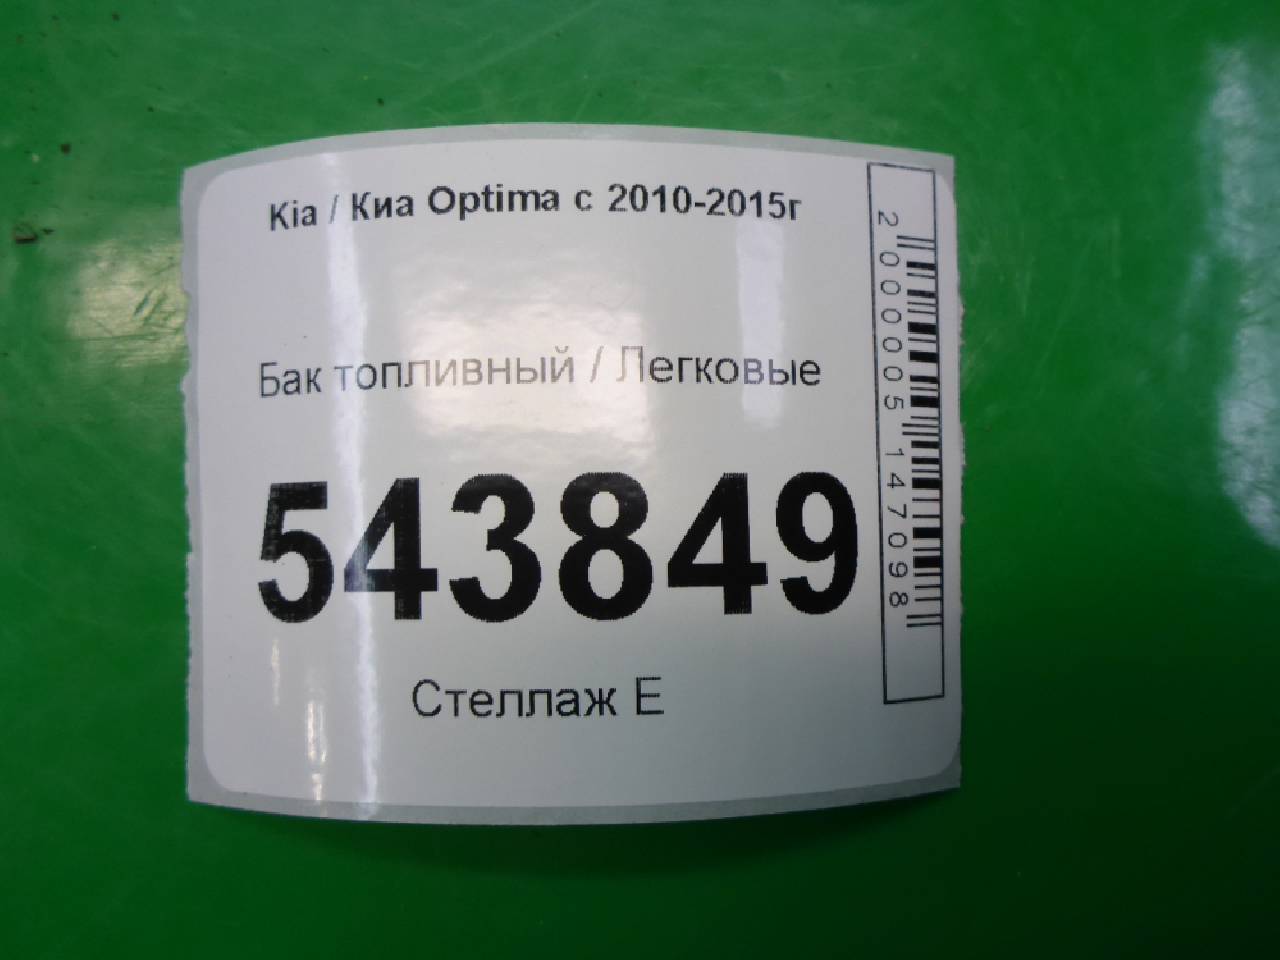 Kia / Киа Optima с 2010-2015г
Бак топливный / Легковые
543849
Стеллаж Е
2000005147098